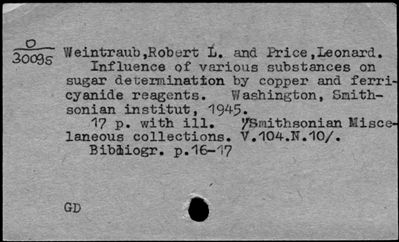 0
30095
Weintraub,Robert L. and Price,Leonard.
Influence of various substances on
sugar determination by copper and ferri-
cyanide reagents. Washington, Smith-
sonian institut, 1945.
17 p. with ill. /Smithsonian Misce-
laneous collections. V.104.N.10/.
Bibliogr. p.16-17
GD